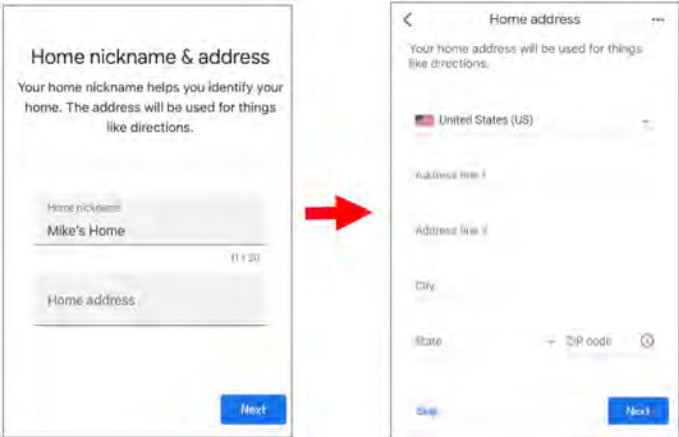 Home nickname & address
Your home nickname helps you identify your
home. The address will be used for things
like directions.
Home nickname
Mike's Home
11 / 20
Home address
Next
Home address
Your home address will be used for things
like directions.
United States (US)
Address line 1
Address line 2
City
State
ZIP code
Skip
Next